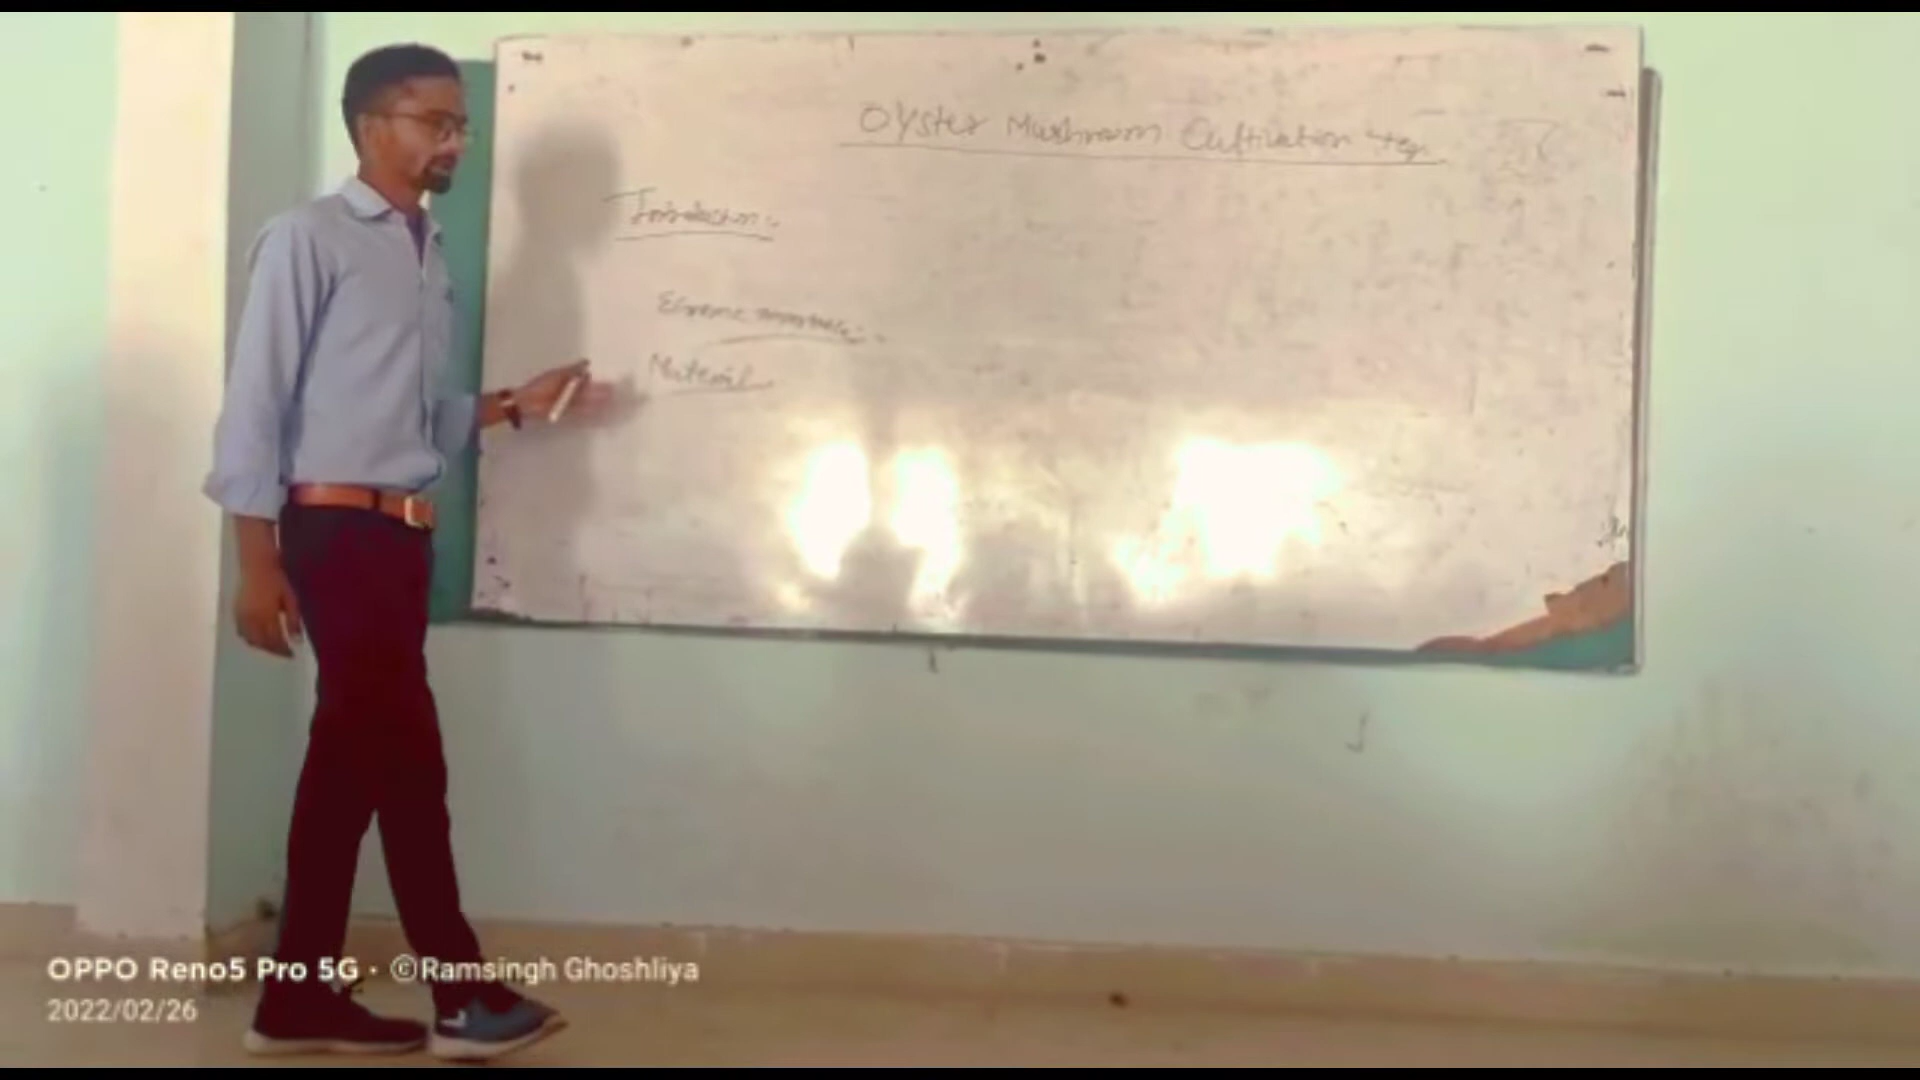 Oyster Mushroom Cultivation
Introduction:-
Material
OPPO Reno5 Pro 5G · ©Ramsingh Ghoshliya
2022/02/26